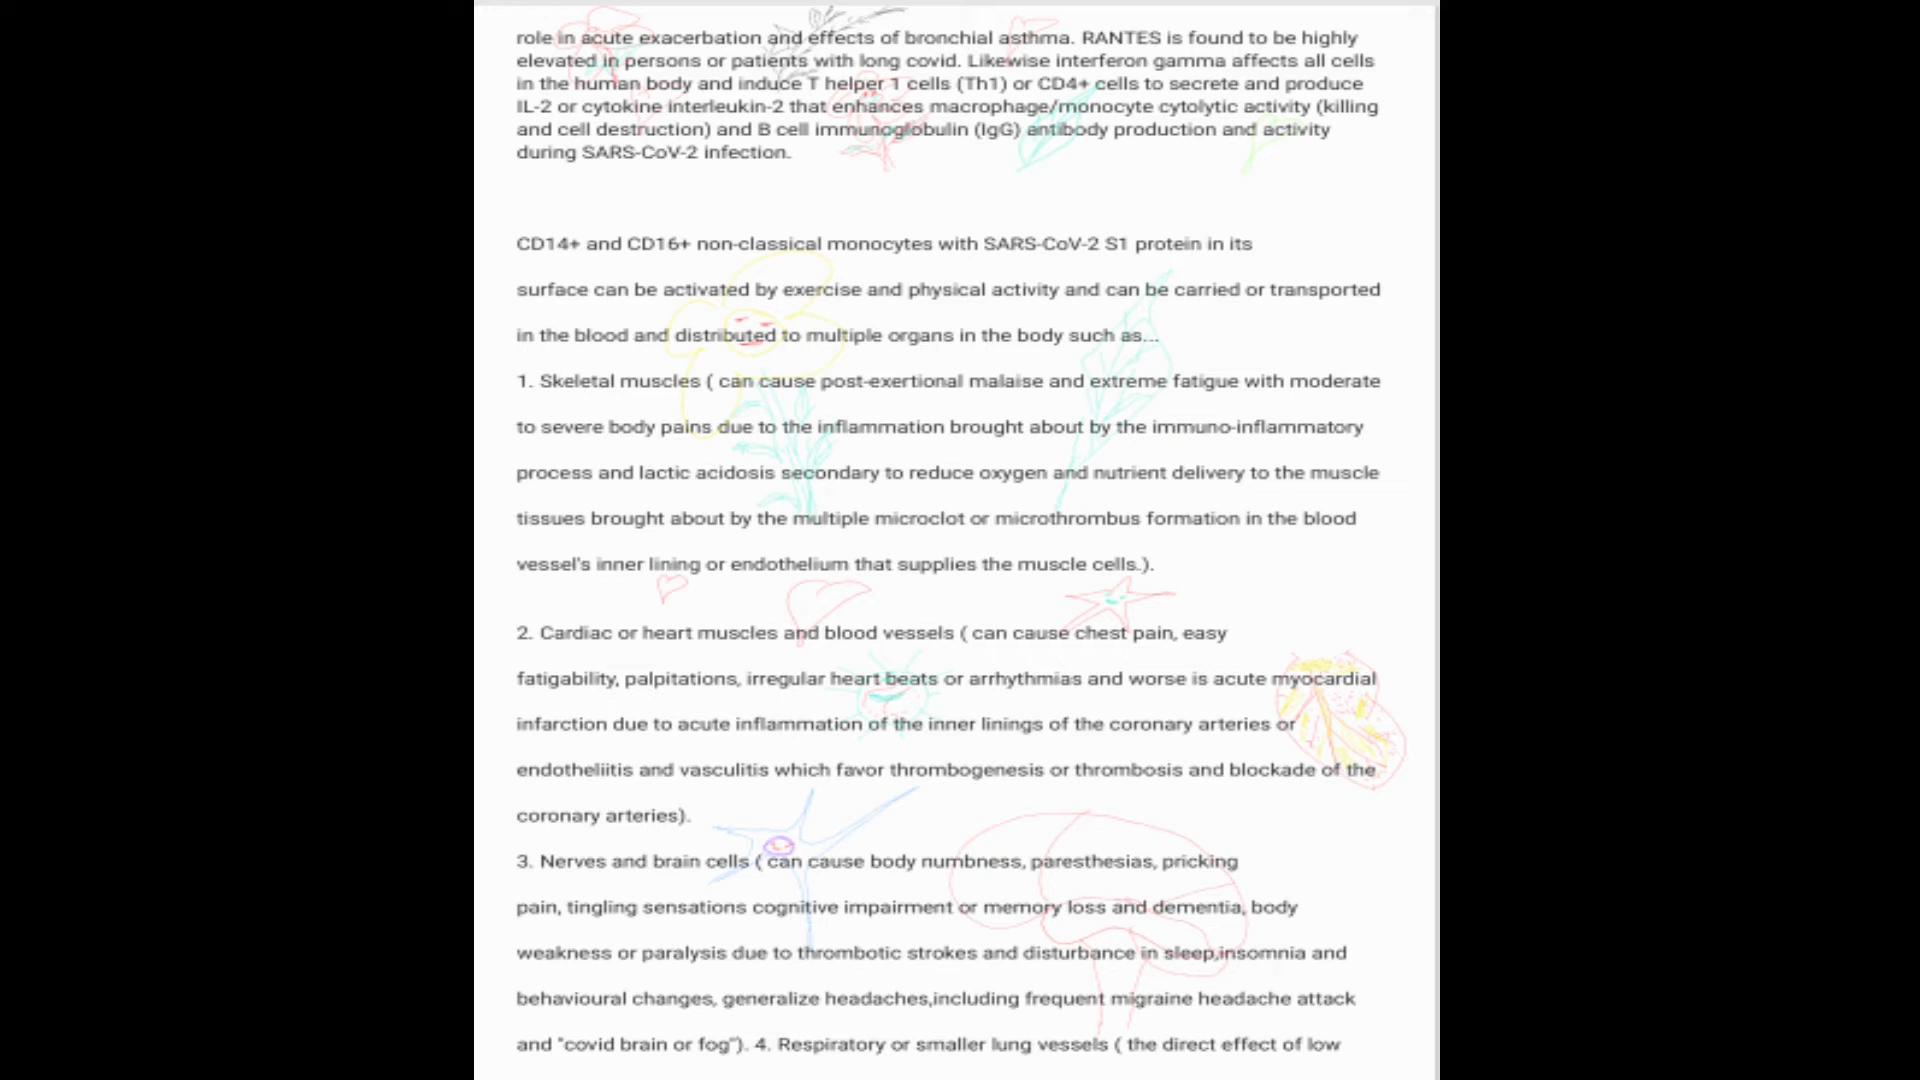 role in acute exacerbation and effects of bronchial asthma. RANTES is found to be highly
elevated in persons or patients with long covid. Likewise interferon gamma affects all cells
in the human body and induce T helper 1 cells (Th1) or CD4+ cells to secrete and produce
IL-2 or cytokine interleukin-2 that enhances macrophage/monocyte cytolytic activity (killing
and cell destruction) and B cell immunoglobulin (IgG) antibody production and activity
during SARS-CoV-2 infection.
CD14+ and CD16+ non-classical monocytes with SARS-CoV-2 S1 protein in its
surface can be activated by exercise and physical activity and can be carried or transported
in the blood and distributed to multiple organs in the body such as...
1. Skeletal muscles ( can cause post-exertional malaise and extreme fatigue with moderate
to severe body pains due to the inflammation brought about by the immuno-inflammatory
process and lactic acidosis secondary to reduce oxygen and nutrient delivery to the muscle
tissues brought about by the multiple microclot or microthrombus formation in the blood
vessel's inner lining or endothelium that supplies the muscle cells.).
2. Cardiac or heart muscles and blood vessels ( can cause chest pain, easy
fatigability, palpitations, irregular heart beats or arrhythmias and worse is acute myocardial
infarction due to acute inflammation of the inner linings of the coronary arteries or
endotheliitis and vasculitis which favor thrombogenesis or thrombosis and blockade of the
coronary arteries).
3. Nerves and brain cells ( can cause body numbness, paresthesias, pricking
pain, tingling sensations cognitive impairment or memory loss and dementia, body
weakness or paralysis due to thrombotic strokes and disturbance in sleep,insomnia and
behavioural changes, generalize headaches,including frequent migraine headache attack
and "covid brain or fog"). 4. Respiratory or smaller lung vessels ( the direct effect of low